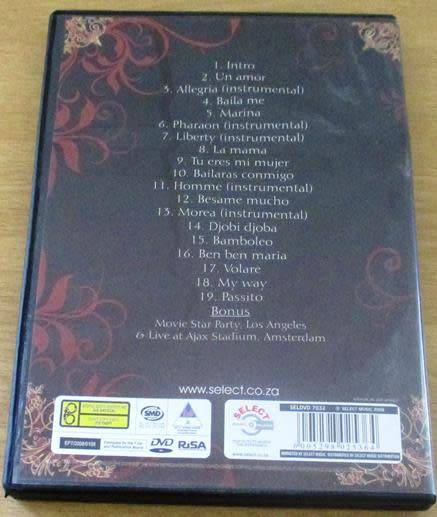 1. Intro
2. Un amor
3. Allegria (instrumental)
4. Baila me
5. Marina
6. Pharaon (instrumental)
7. Liberty (instrumental)
8. La mama
9. Tu eres mi mujer
10. Bailaras conmigo
11. Homme (instrumental)
12. Besame mucho
13. Morea (instrumental)
14. Djobi djoba
15. Bamboleo
16. Ben ben maria
17. Volare
18. My way
19. Passito
Bonus
Movie Star Party, Los Angeles
& Live at Ajax Stadium, Amsterdam
www.select.co.za
SMD
DVD
RiSA
SELECT
SELDVD 7032 ℗ © SELECT MUSIC 2008